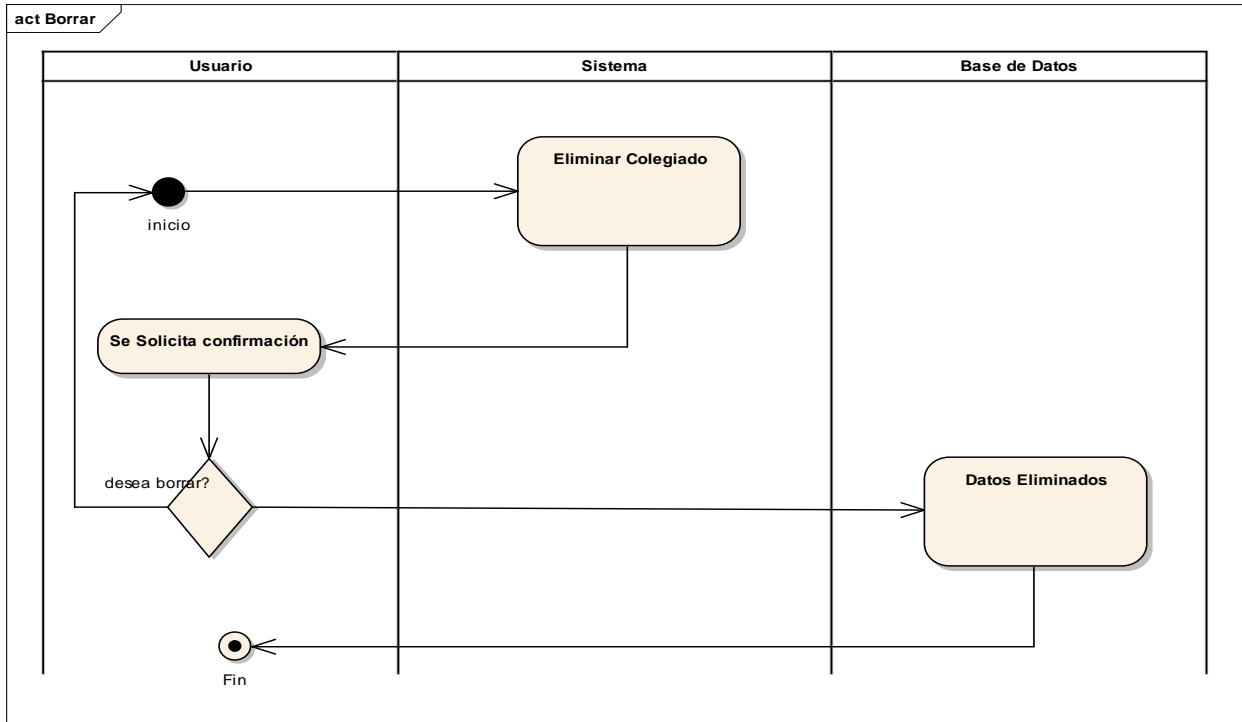 act Borrar
Usuario
Sistema
Base de Datos
Eliminar Colegiado
inicio
Se Solicita confirmación
desea borrar?
Datos Eliminados
Fin